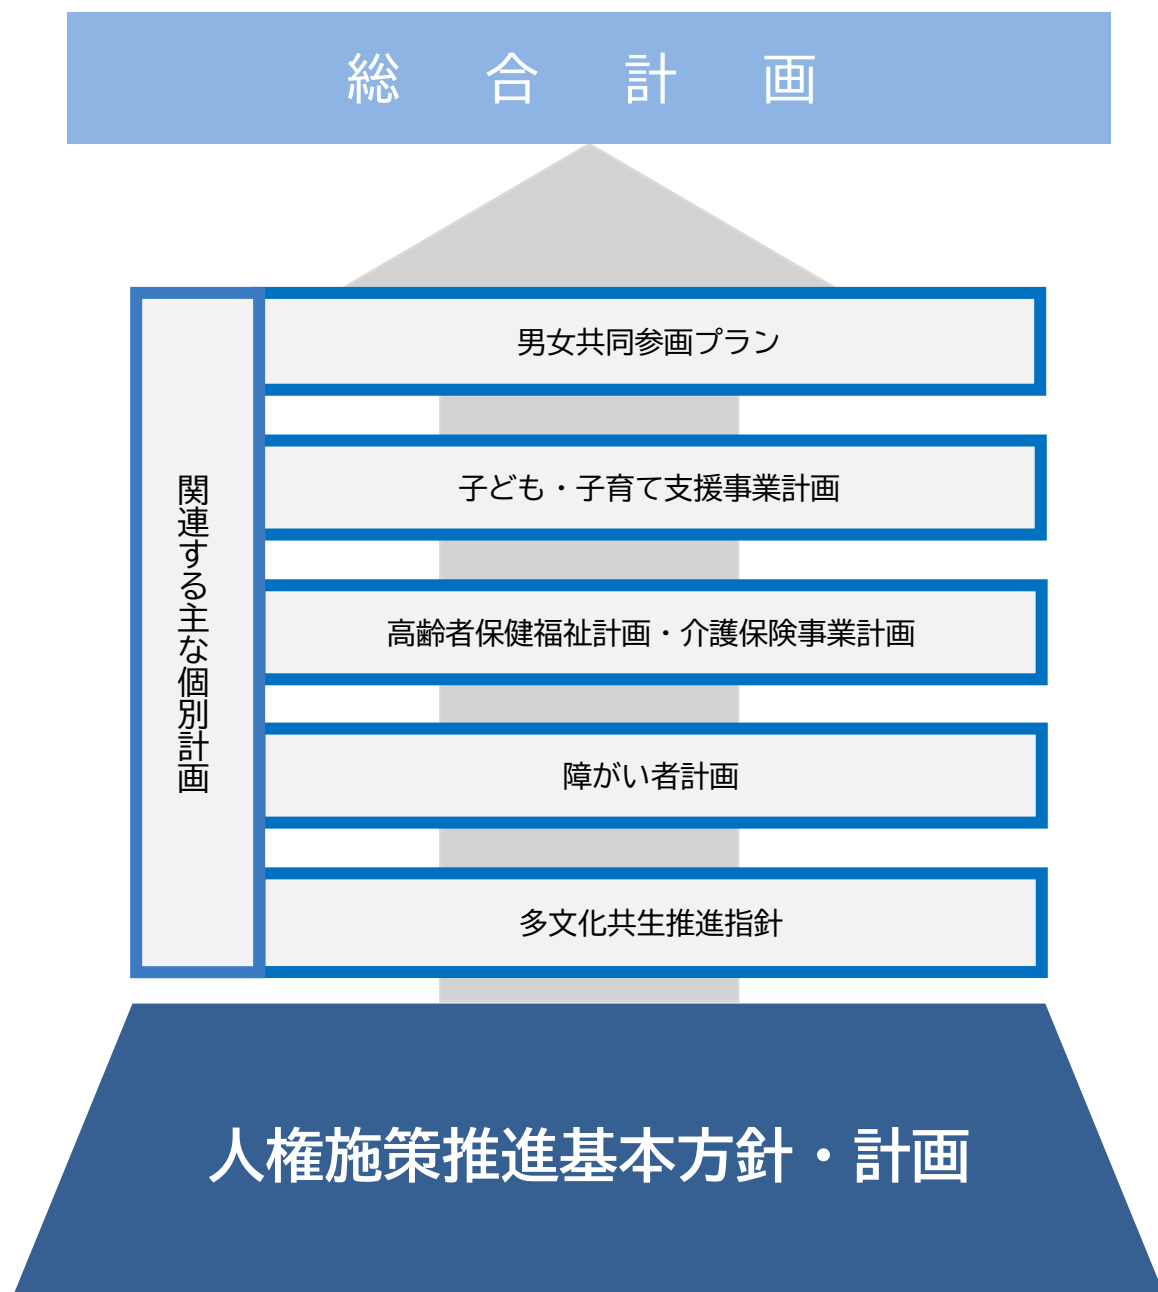 総合計画
男女共同参画プラン
関連する主な個別計画
子ども・子育て支援事業計画
高齢者保健福祉計画・介護保険事業計画
障がい者計画
多文化共生推進指針
人権施策推進基本方針・計画